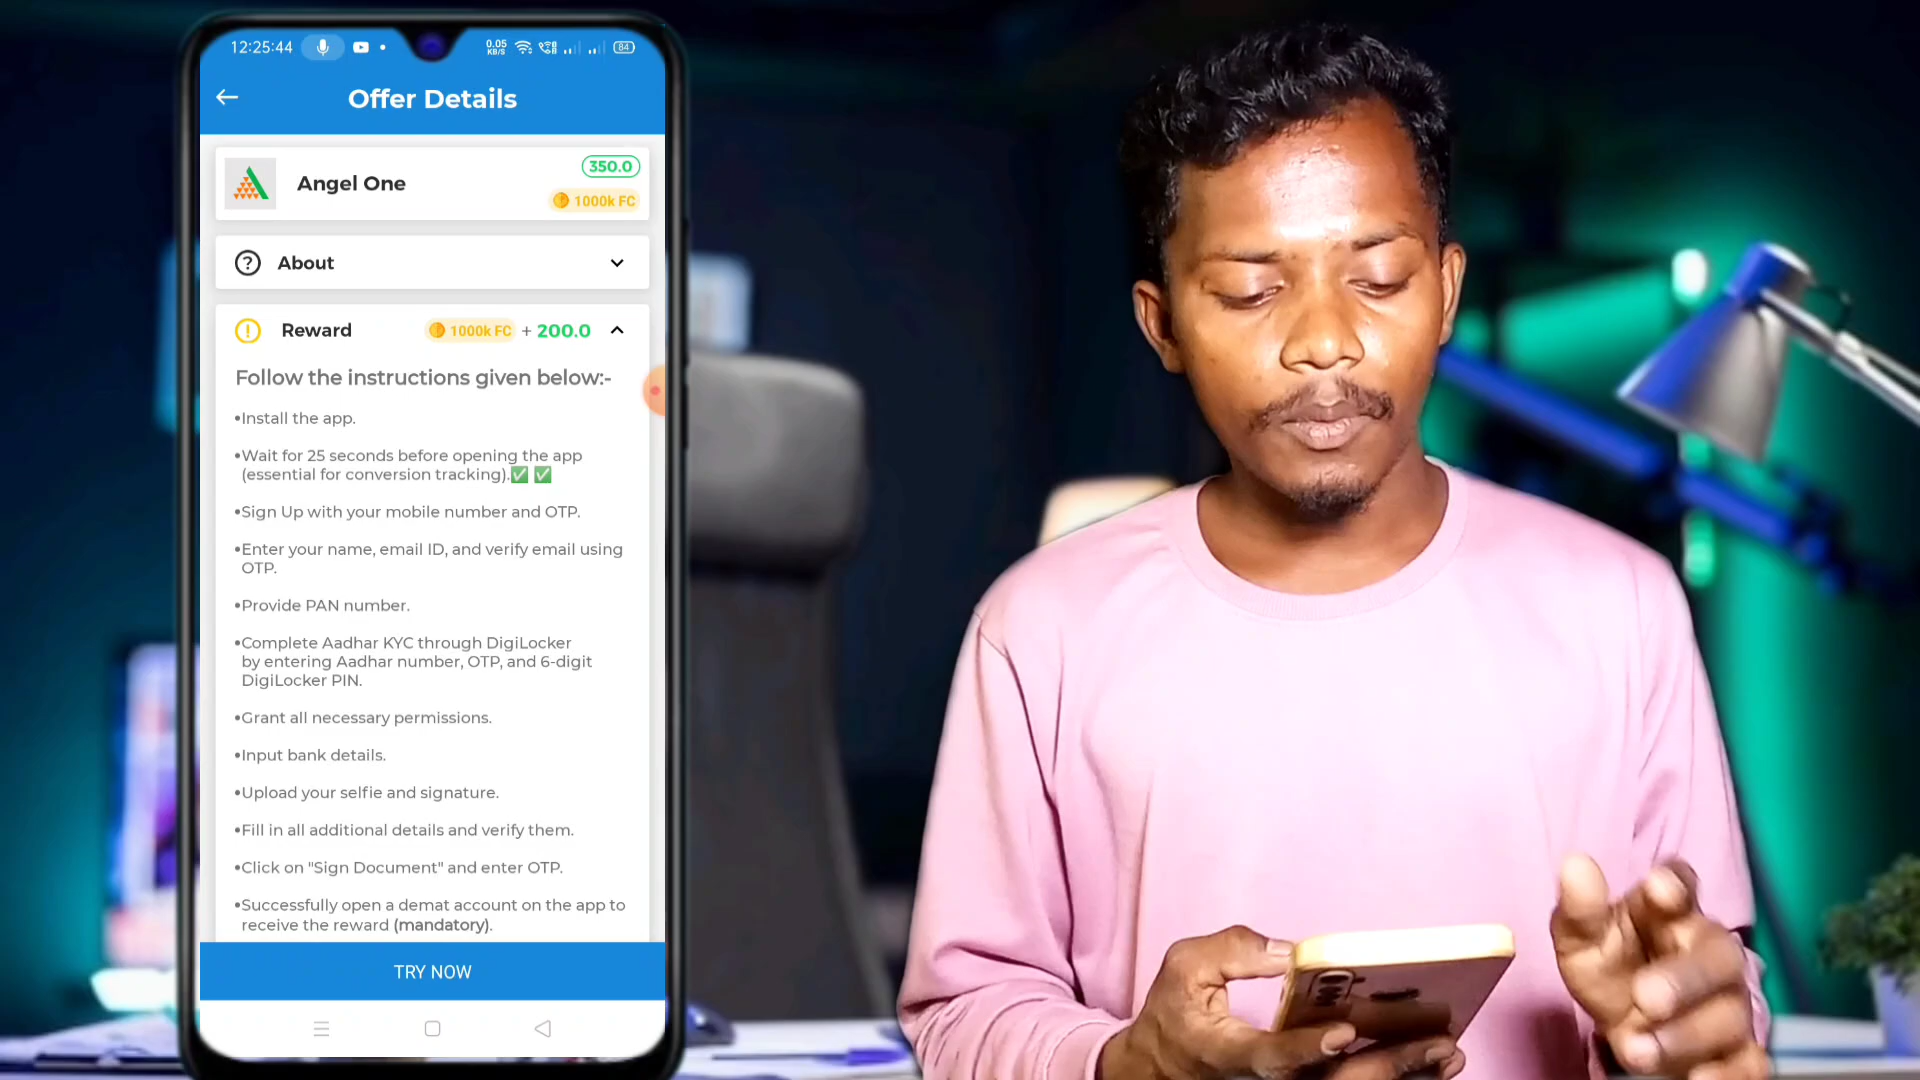 12:25:44
0.05 KB/S
84
Offer Details
Angel One
350.0
1000k FC
? About
! Reward 1000k FC + 200.0
Follow the instructions given below:-
•Install the app.
•Wait for 25 seconds before opening the app
(essential for conversion tracking).✅ ✅
•Sign Up with your mobile number and OTP.
•Enter your name, email ID, and verify email using
OTP.
•Provide PAN number.
•Complete Aadhar KYC through DigiLocker
by entering Aadhar number, OTP, and 6-digit
DigiLocker PIN.
•Grant all necessary permissions.
•Input bank details.
•Upload your selfie and signature.
•Fill in all additional details and verify them.
•Click on "Sign Document" and enter OTP.
•Successfully open a demat account on the app to
receive the reward (mandatory).
TRY NOW